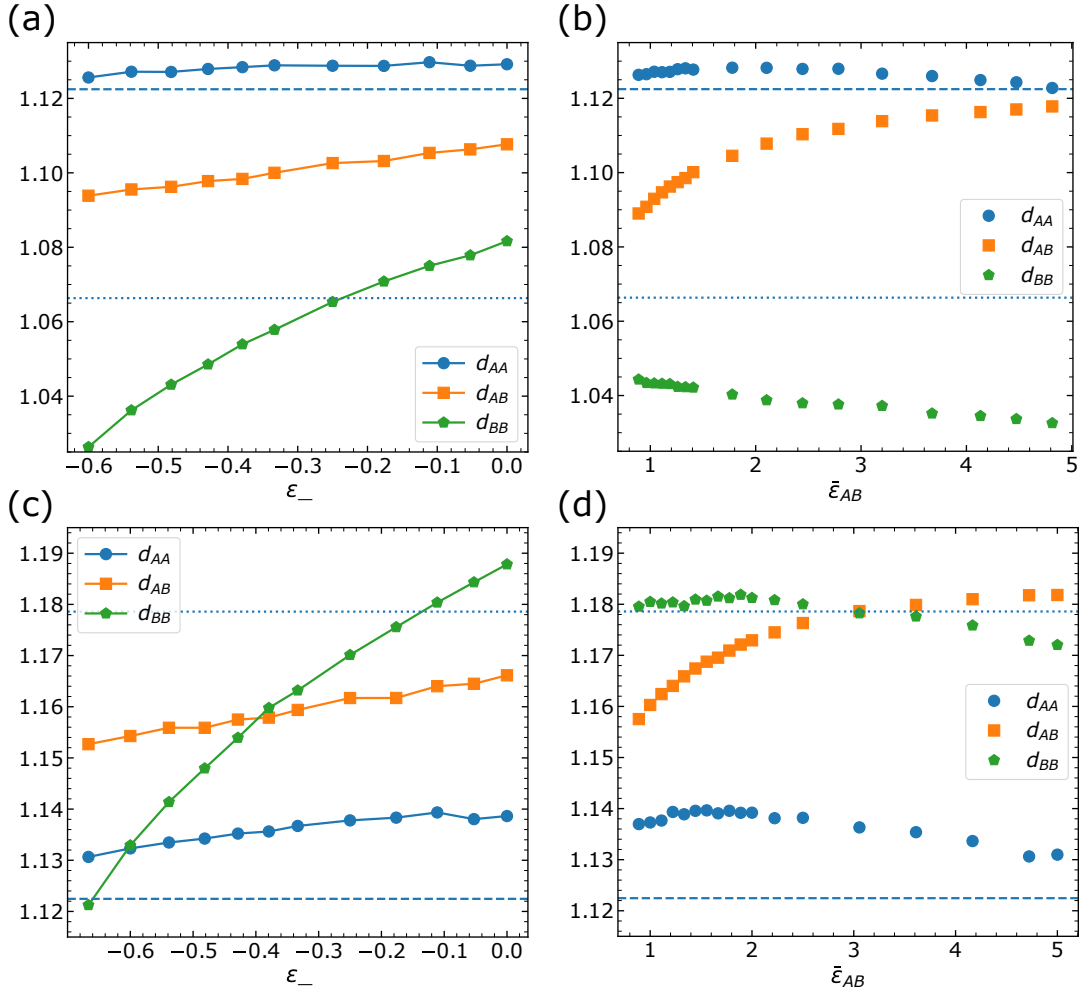 (a)
1.12
1.10
1.08
1.06
1.04
d_AA
d_AB
d_BB
−0.6 −0.5 −0.4 −0.3 −0.2 −0.1 0.0
ε_−
(b)
1.12
1.10
1.08
1.06
1.04
d_AA
d_AB
d_BB
1 2 3 4 5
ε̄_AB
(c)
1.19
1.18
1.17
1.16
1.15
1.14
1.13
1.12
d_AA
d_AB
d_BB
−0.6 −0.5 −0.4 −0.3 −0.2 −0.1 0.0
ε_−
(d)
1.19
1.18
1.17
1.16
1.15
1.14
1.13
1.12
d_AA
d_AB
d_BB
1 2 3 4 5
ε̄_AB